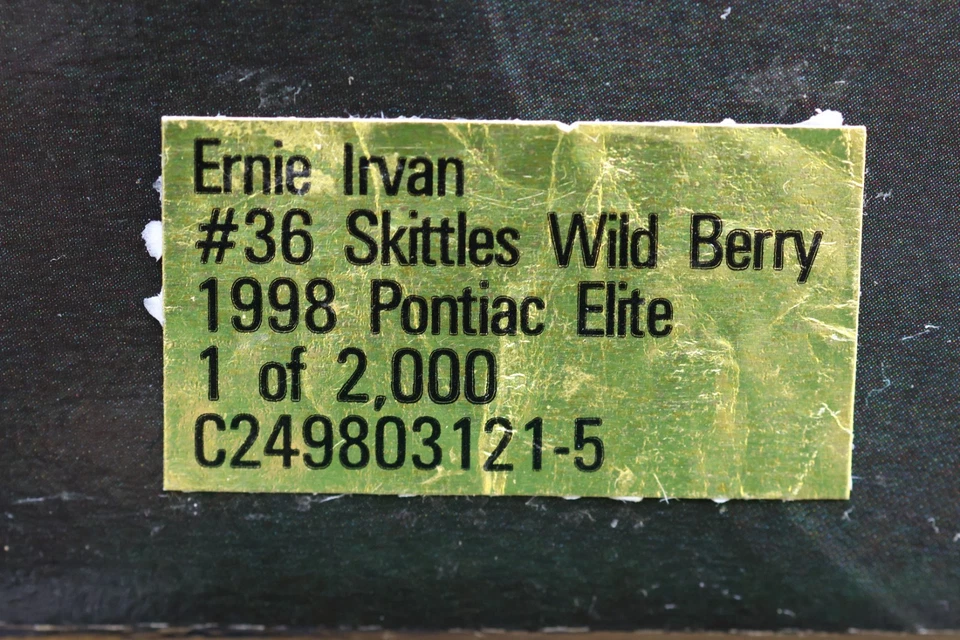 Ernie Irvan
#36 Skittles Wild Berry
1998 Pontiac Elite
1 of 2,000
C249803121-5